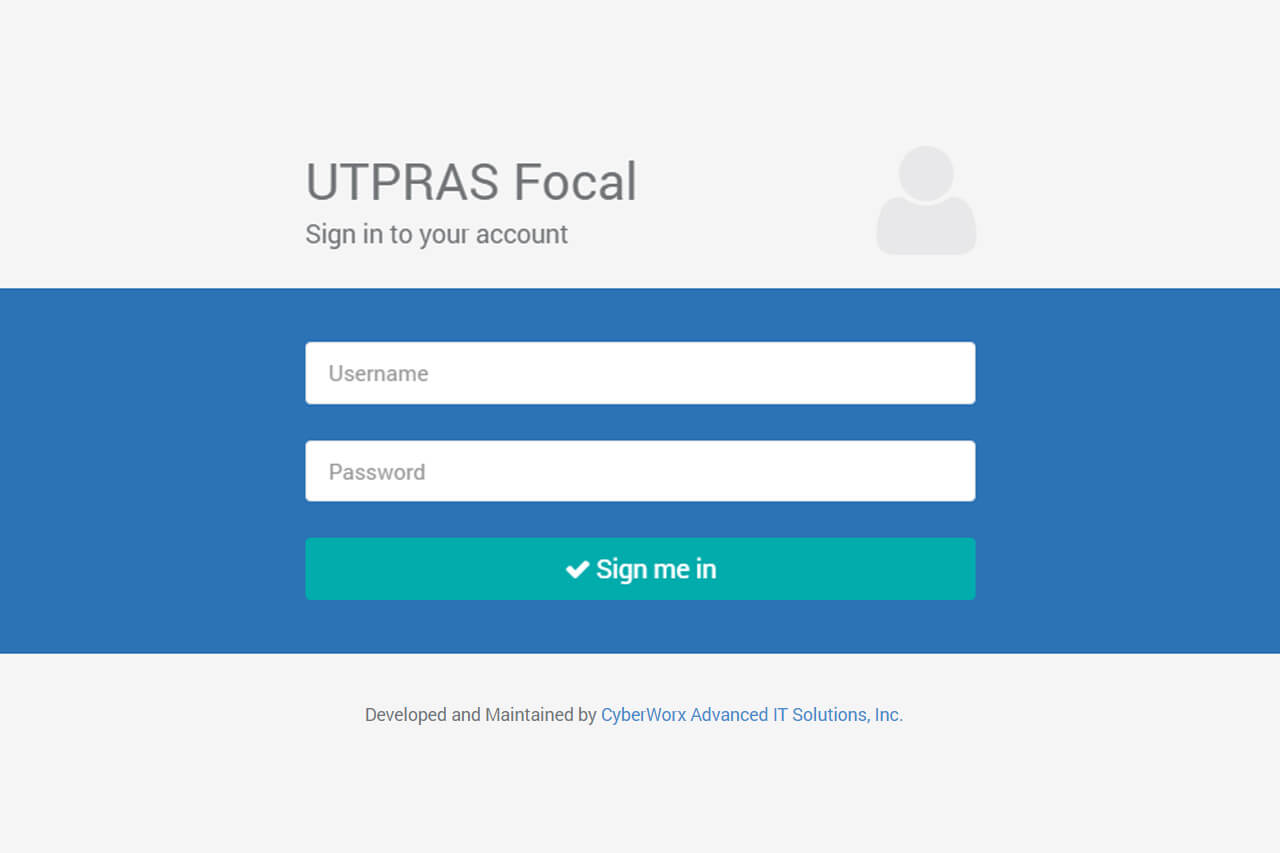 UTPRAS Focal
Sign in to your account
Username
Password
Sign me in
Developed and Maintained by CyberWorx Advanced IT Solutions, Inc.